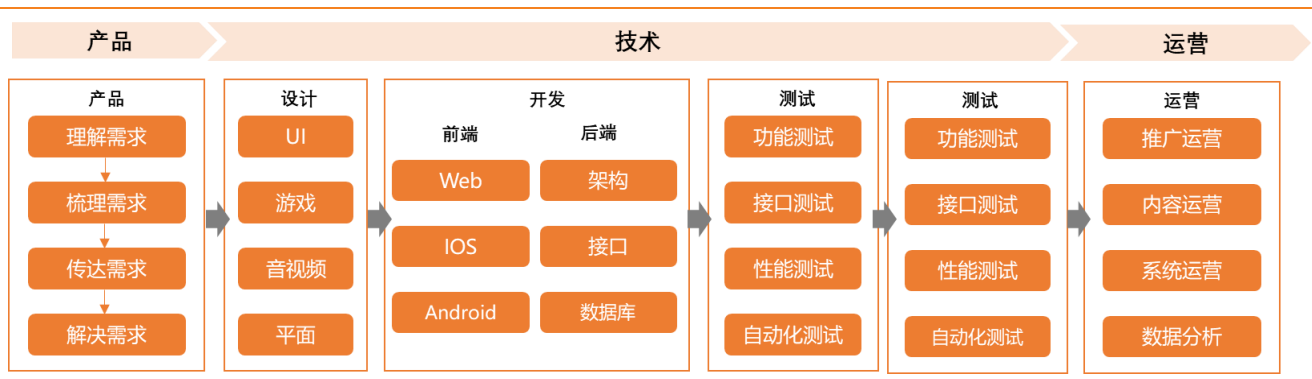 产品
技术
运营
产品
理解需求
梳理需求
传达需求
解决需求
设计
UI
游戏
音视频
平面
开发
前端
后端
Web
架构
IOS
接口
Android
数据库
测试
功能测试
接口测试
性能测试
自动化测试
测试
功能测试
接口测试
性能测试
自动化测试
运营
推广运营
内容运营
系统运营
数据分析